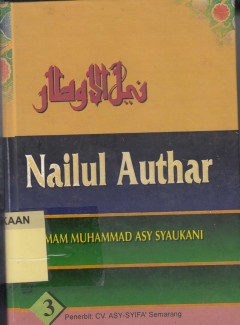 نيل الأوطار
Nailul Authar
KAAN
MAM MUHAMMAD ASY SYAUKANI
3
Penerbit: CV. ASY-SYIFA' Semarang